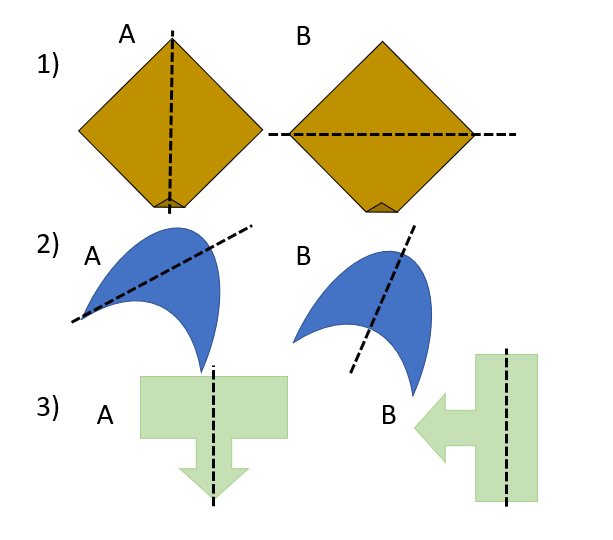 A B
1)
2) A B
3) A B